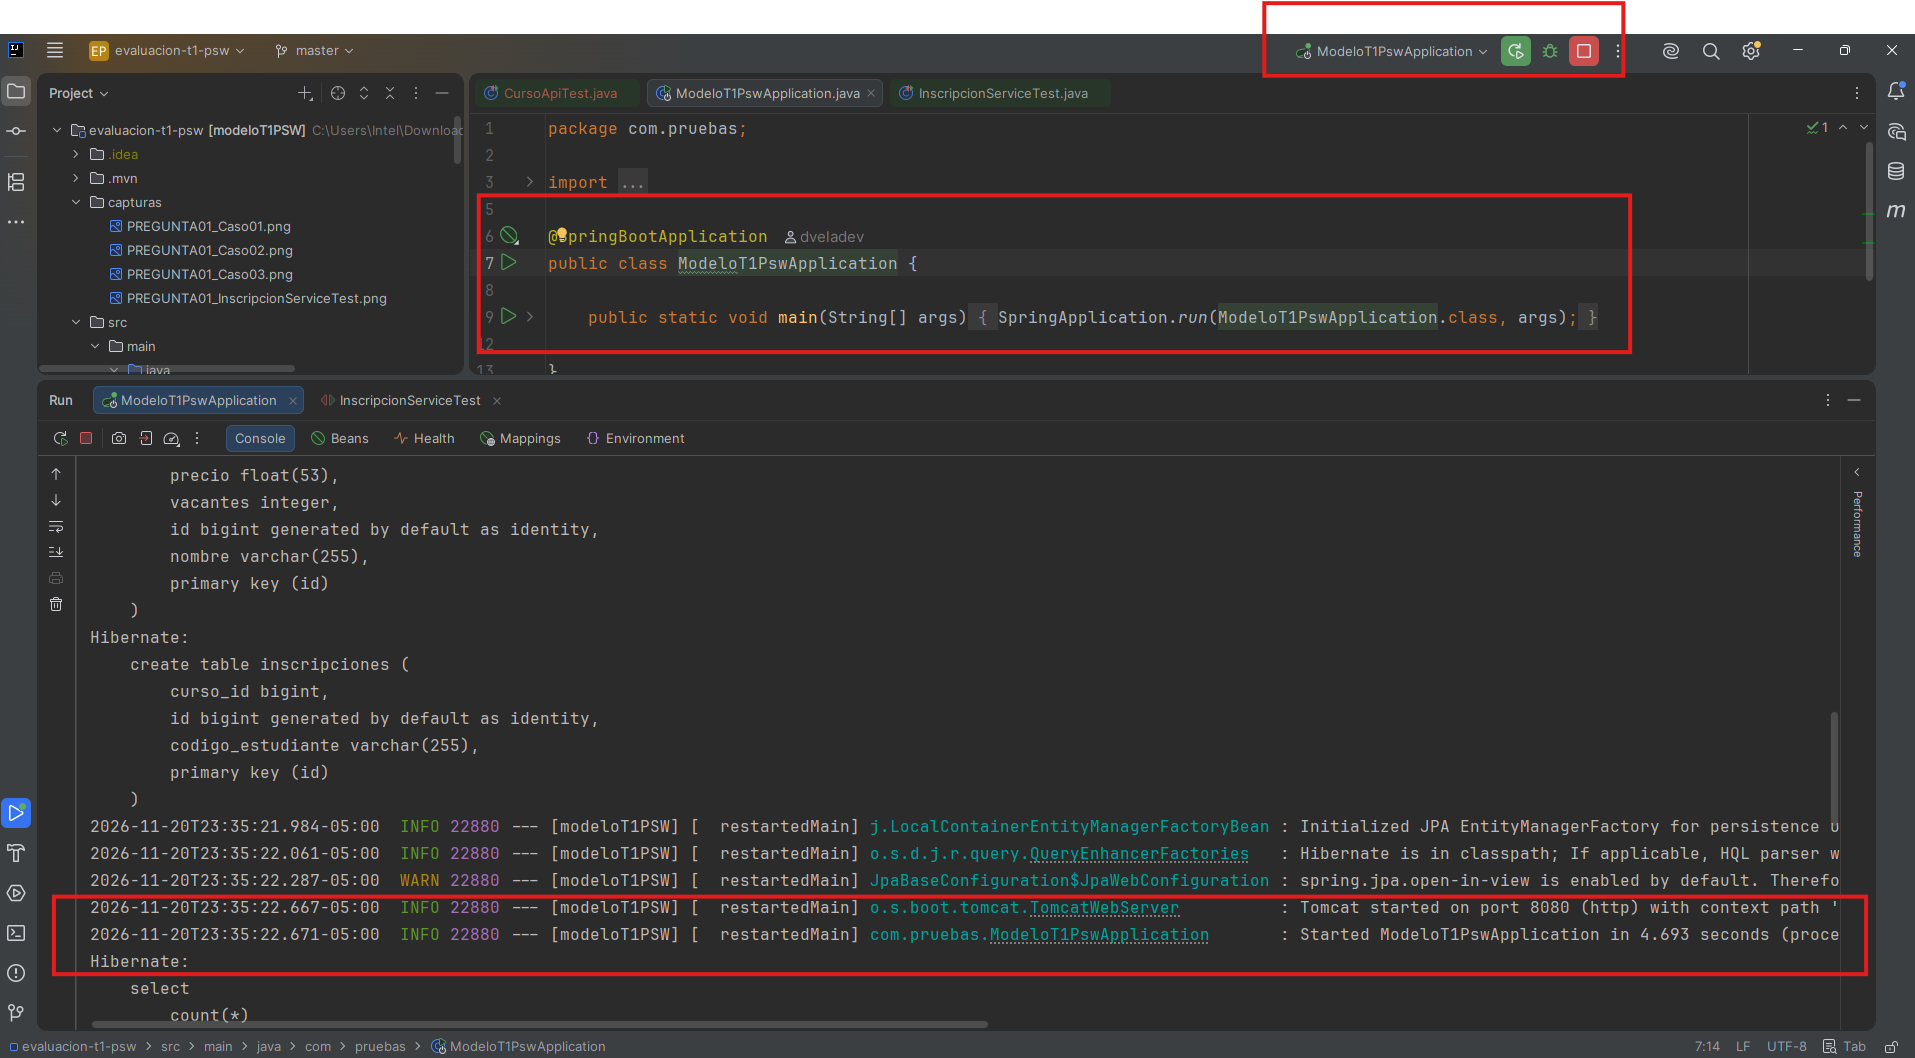 EP evaluacion-t1-psw master ModeloT1PswApplication
Project
CursoApiTest.java ModeloT1PswApplication.java InscripcionServiceTest.java
evaluacion-t1-psw [modeloT1PSW] C:\Users\Intel\Downloac
.idea
.mvn
capturas
PREGUNTA01_Caso01.png
PREGUNTA01_Caso02.png
PREGUNTA01_Caso03.png
PREGUNTA01_InscripcionServiceTest.png
src
main
java
1 package com.pruebas; 1
2
3 import ...
5
6 @SpringBootApplication dveladev
7 public class ModeloT1PswApplication {
8
9 public static void main(String[] args) { SpringApplication.run(ModeloT1PswApplication.class, args); }
12
13 }
Run ModeloT1PswApplication InscripcionServiceTest
Console Beans Health Mappings Environment
Performance
precio float(53),
vacantes integer,
id bigint generated by default as identity,
nombre varchar(255),
primary key (id)
)
Hibernate:
create table inscripciones (
curso_id bigint,
id bigint generated by default as identity,
codigo_estudiante varchar(255),
primary key (id)
)
2026-11-20T23:35:21.984-05:00 INFO 22880 --- [modeloT1PSW] [ restartedMain] j.LocalContainerEntityManagerFactoryBean : Initialized JPA EntityManagerFactory for persistence u
2026-11-20T23:35:22.061-05:00 INFO 22880 --- [modeloT1PSW] [ restartedMain] o.s.d.j.r.query.QueryEnhancerFactories : Hibernate is in classpath; If applicable, HQL parser w
2026-11-20T23:35:22.287-05:00 WARN 22880 --- [modeloT1PSW] [ restartedMain] JpaBaseConfiguration$JpaWebConfiguration : spring.jpa.open-in-view is enabled by default. Therefo
2026-11-20T23:35:22.667-05:00 INFO 22880 --- [modeloT1PSW] [ restartedMain] o.s.boot.tomcat.TomcatWebServer : Tomcat started on port 8080 (http) with context path '
2026-11-20T23:35:22.671-05:00 INFO 22880 --- [modeloT1PSW] [ restartedMain] com.pruebas.ModeloT1PswApplication : Started ModeloT1PswApplication in 4.693 seconds (proce
Hibernate:
select
count(*)
evaluacion-t1-psw > src > main > java > com > pruebas > ModeloT1PswApplication 7:14 LF UTF-8 Tab